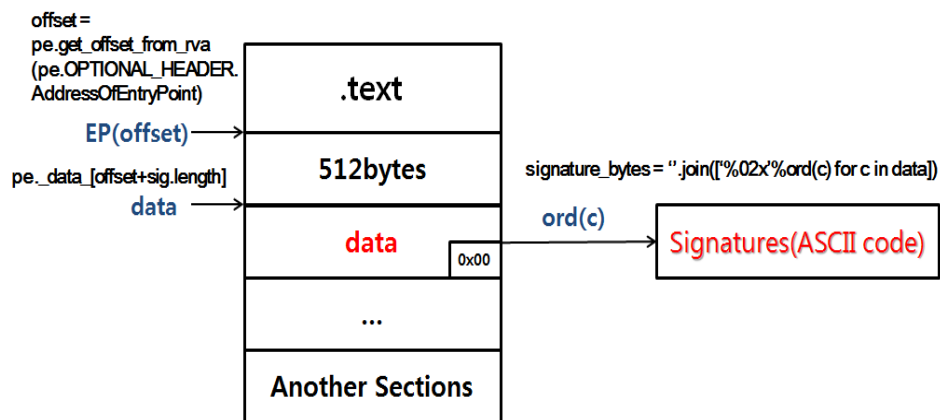 offset =
pe.get_offset_from_rva
(pe.OPTIONAL_HEADER.
AddressOfEntryPoint)
EP(offset)
pe._data_[offset+sig.length]
data
.text
512bytes
data
0x00
...
Another Sections
signature_bytes = ‘’.join(['%02x'%ord(c) for c in data])
ord(c)
Signatures(ASCII code)